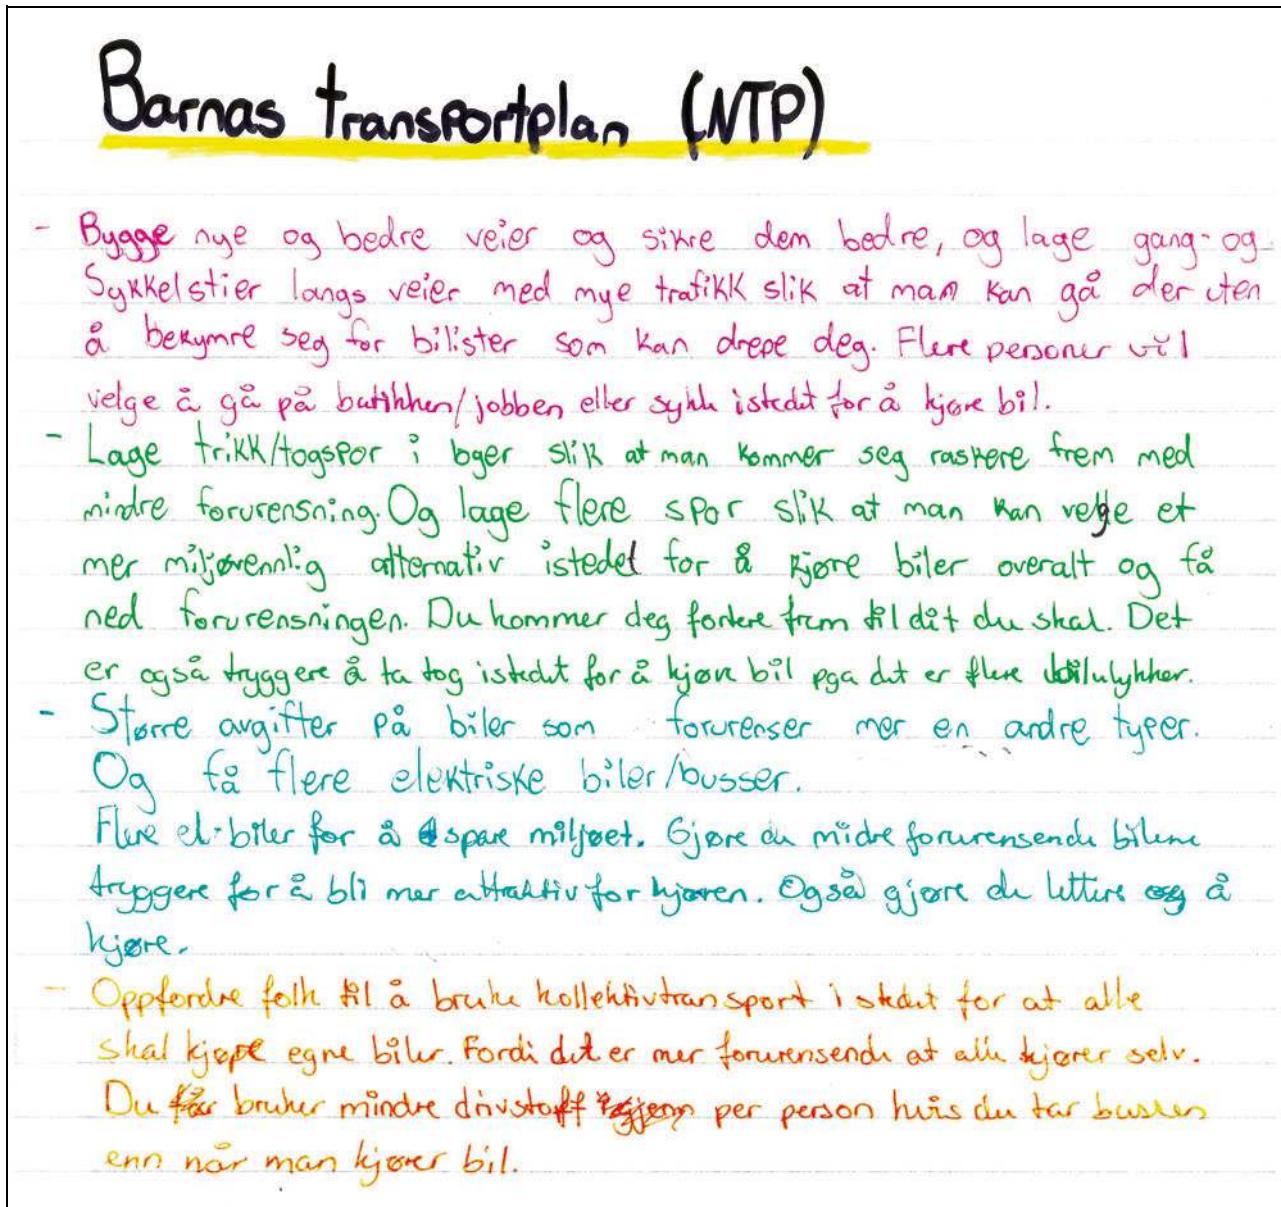 Barnas transportplan (NTP)
- Bygge nye og bedre veier og sikre dem bedre, og lage gang- og
Sykkelstier langs veier med mye trafikk slik at man kan gå der uten
å bekymre seg for bilister som kan drepe deg. Flere personer vil
velge å gå på butikken/jobben eller sykle istedet for å kjøre bil.
- Lage trikk/togspor i byer slik at man kommer seg raskere frem med
mindre forurensning. Og lage flere spor slik at man kan velge et
mer miljøvennlig alternativ istedet for å kjøre biler overalt og få
ned forurensningen. Du kommer deg fortere frem til dit du skal. Det
er også tryggere å ta tog istedet for å kjøre bil pga det er flere bilulykker.
- Større avgifter på biler som forurenser mer en andre typer.
Og få flere elektriske biler/busser.
Flere el-biler for å spare miljøet. Gjøre de midre forurensende bilene
tryggere for å bli mer attraktiv for kjøren. Også gjøre de lettere å
kjøre.
- Oppfordre folk til å bruke kollektivtransport i stedet for at alle
skal kjøpe egne biler. Fordi det er mer forurensende at alle kjører selv.
Du bruker mindre drivstoff per person hvis du tar bussen
enn når man kjører bil.